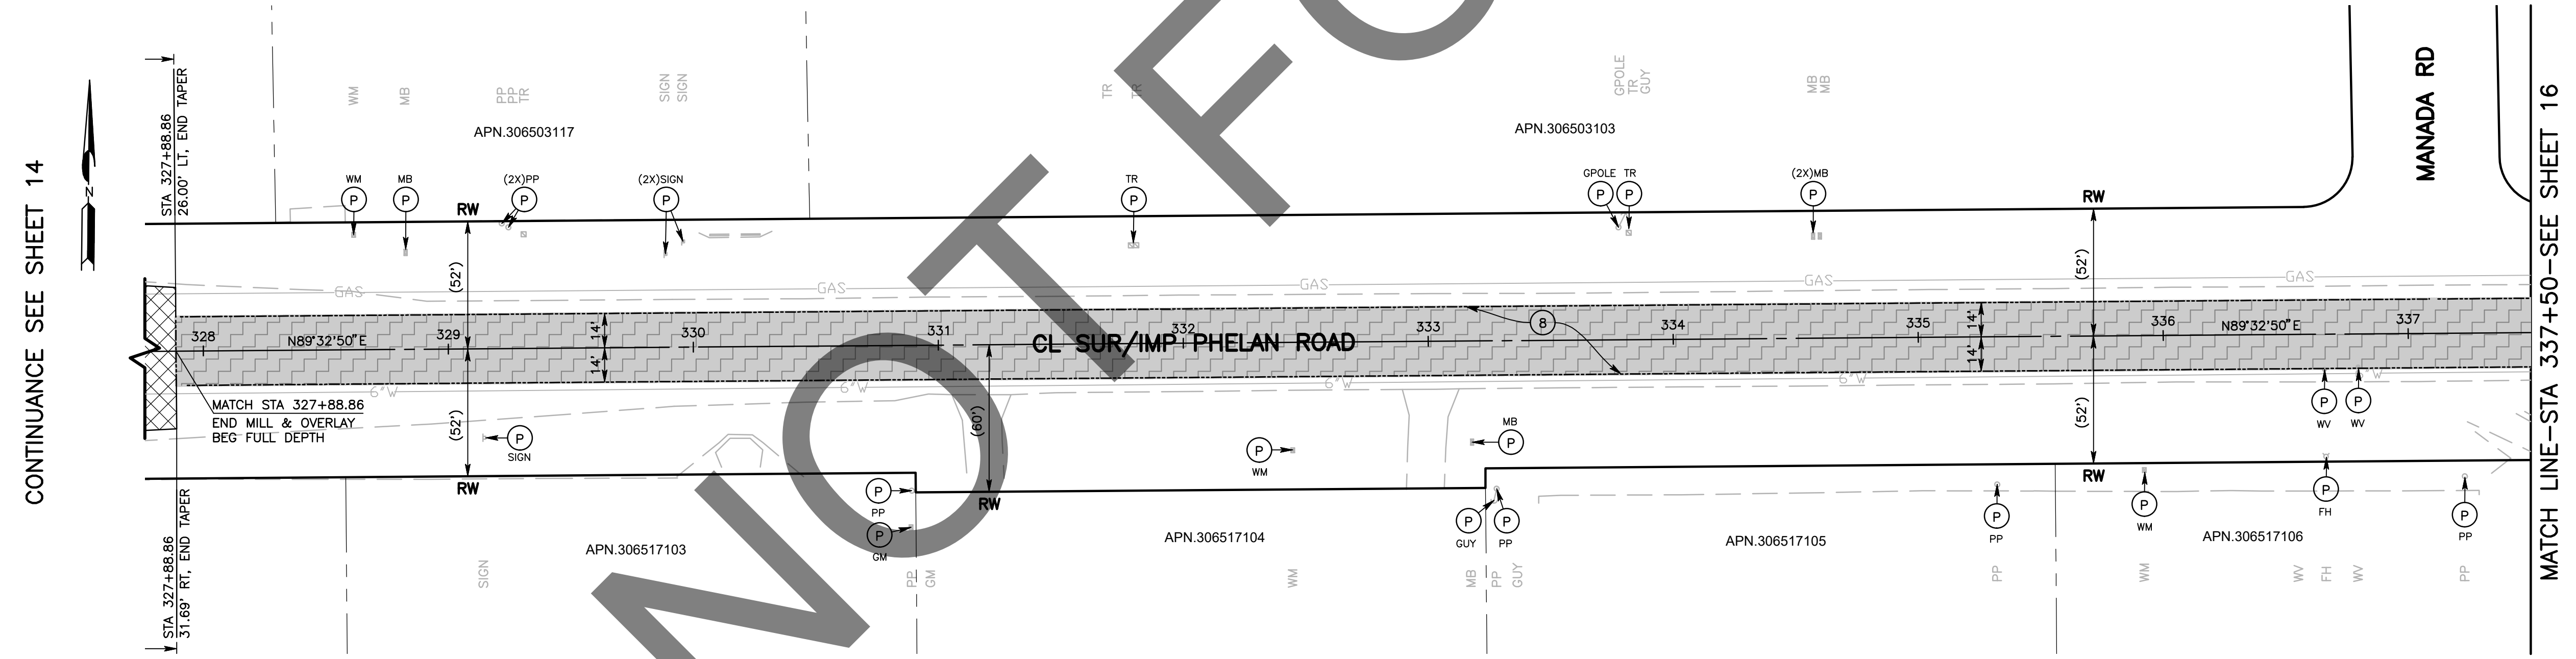 CONTINUANCE SEE SHEET 14
N
STA 327+88.86
26.00' LT, END TAPER
WM
MB
PP
PP
TR
SIGN
SIGN
TR
TR
GPOLE
TR
GUY
MB
MB
MANADA RD
APN.306503117
APN.306503103
WM
P
MB
P
(2X)PP
P
(2X)SIGN
P
TR
P
GPOLE
P
TR
P
(2X)MB
P
RW
RW
(52')
(52')
GAS
GAS
GAS
GAS
GAS
328
N89°32'50"E
329
14'
14'
330
331
CL SUR/IMP PHELAN ROAD
332
333
8
334
335
14'
14'
336
N89°32'50"E
337
6"W
6"W
6"W
6"W
"W
MATCH STA 327+88.86
END MILL & OVERLAY
BEG FULL DEPTH
(52')
(60')
(52')
P
SIGN
P
WM
MB
P
P
WV
P
WV
RW
RW
RW
P
PP
P
GM
P
GUY
P
PP
P
PP
P
WM
P
FH
P
PP
APN.306517103
APN.306517104
APN.306517105
APN.306517106
STA 327+88.86
31.69' RT, END TAPER
SIGN
PP
GM
WM
MB
PP
GUY
PP
WM
WV
FH
WV
PP
MATCH LINE-STA 337+50-SEE SHEET 16
NOT FO